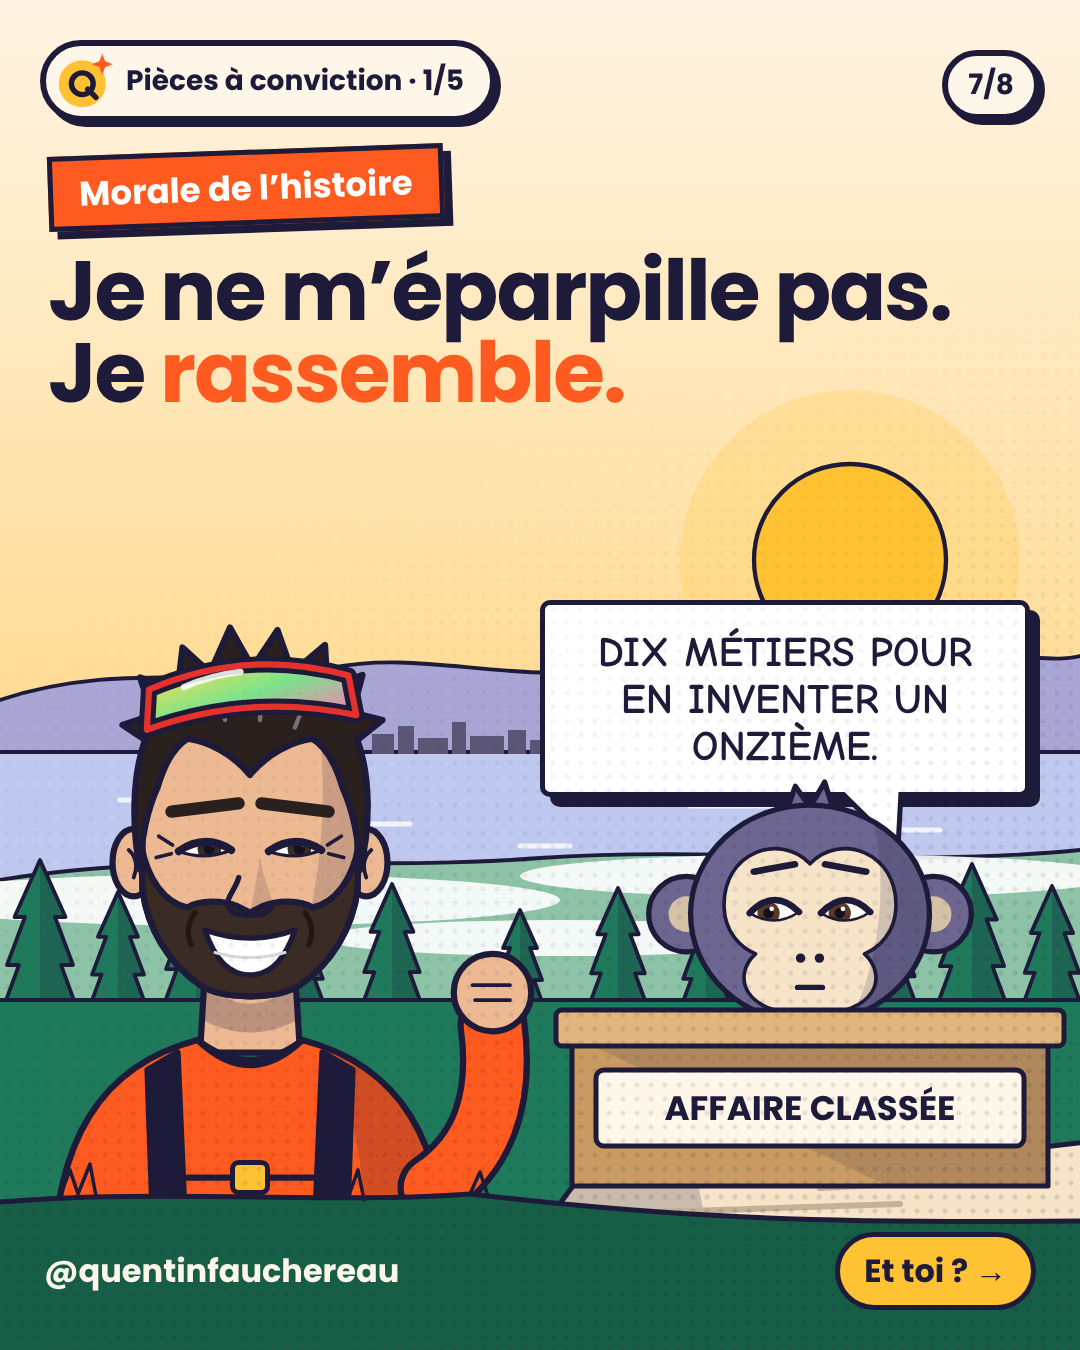 Q
Pièces à conviction · 1/5
7/8
Morale de l’histoire
Je ne m’éparpille pas.
Je rassemble.
DIX MÉTIERS POUR
EN INVENTER UN
ONZIÈME.
AFFAIRE CLASSÉE
@quentinfauchereau
Et toi ? →